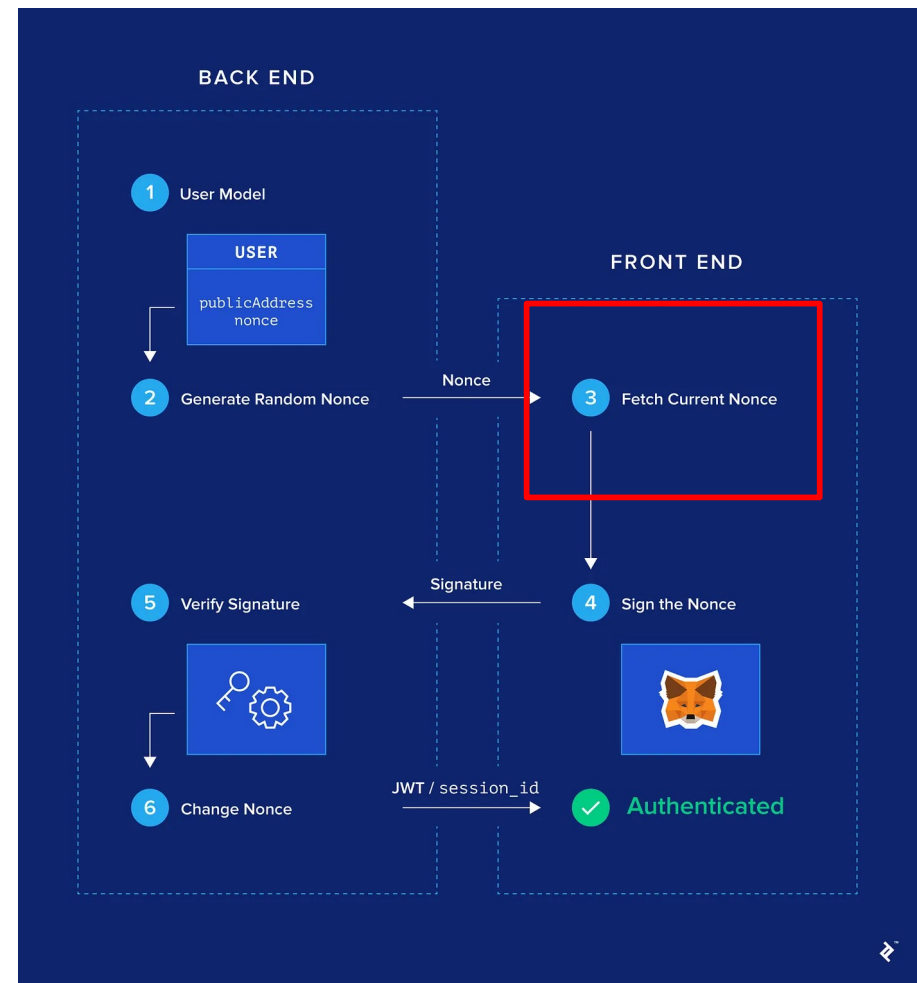 BACK END
1 User Model
USER
publicAddress
nonce
FRONT END
2 Generate Random Nonce
Nonce
3 Fetch Current Nonce
5 Verify Signature
Signature
4 Sign the Nonce
6 Change Nonce
JWT / session_id
Authenticated